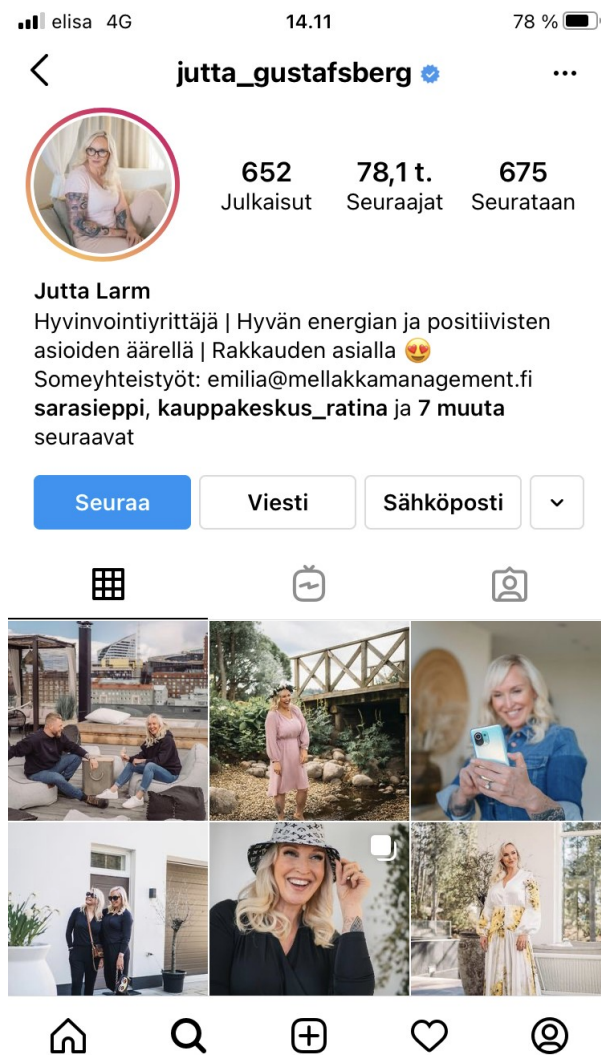 elisa 4G 14.11 78 %
jutta_gustafsberg
652 78,1 t. 675
Julkaisut Seuraajat Seurataan
Jutta Larm
Hyvinvointiyrittäjä | Hyvän energian ja positiivisten
asioiden äärellä | Rakkauden asialla 😍
Someyhteistyöt: emilia@mellakkamanagement.fi
sarasieppi, kauppakeskus_ratina ja 7 muuta
seuraavat
Seuraa Viesti Sähköposti